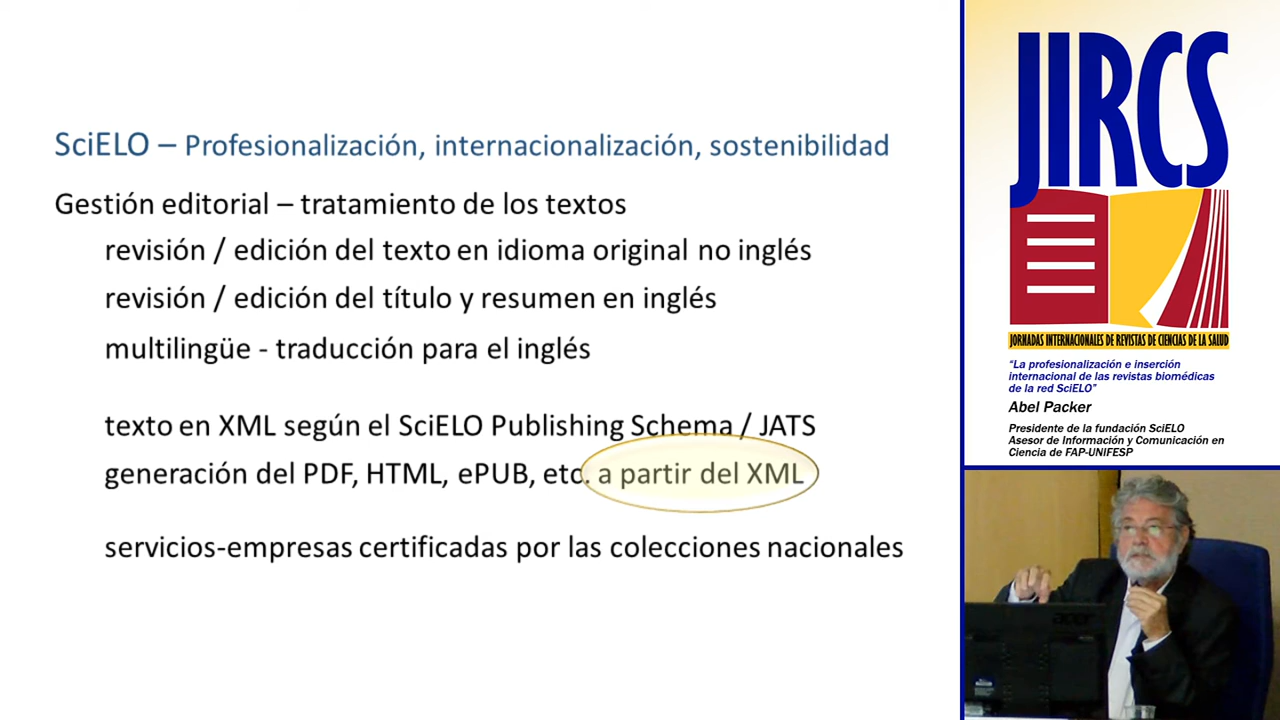 SciELO – Profesionalización, internacionalización, sostenibilidad
Gestión editorial – tratamiento de los textos
revisión / edición del texto en idioma original no inglés
revisión / edición del título y resumen en inglés
multilingüe - traducción para el inglés
texto en XML según el SciELO Publishing Schema / JATS
generación del PDF, HTML, ePUB, etc. a partir del XML
servicios-empresas certificadas por las colecciones nacionales
JIRCS
JORNADAS INTERNACIONALES DE REVISTAS DE CIENCIAS DE LA SALUD
“La profesionalización e inserción
internacional de las revistas biomédicas
de la red SciELO”
Abel Packer
Presidente de la fundación SciELO
Asesor de Información y Comunicación en
Ciencia de FAP-UNIFESP
acer